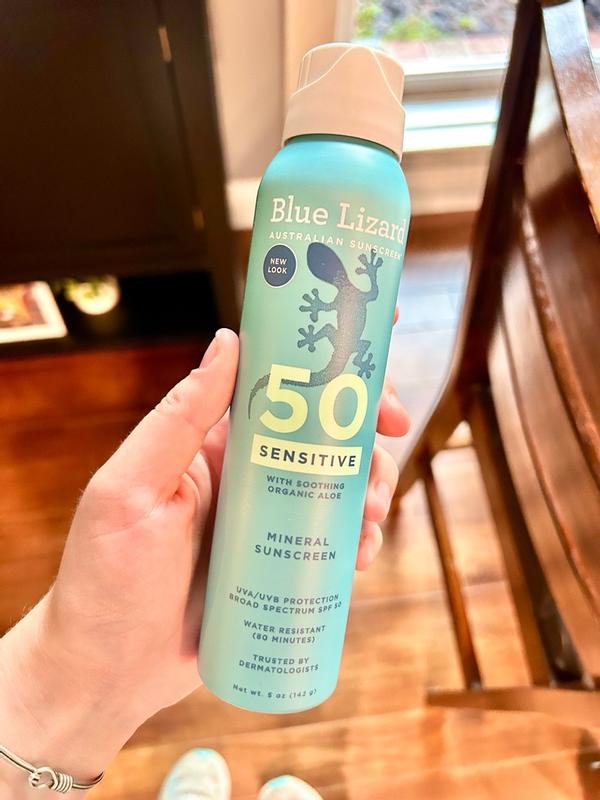 Blue Lizard
AUSTRALIAN SUNSCREEN
NEW
LOOK
50
SENSITIVE
WITH SOOTHING
ORGANIC ALOE
MINERAL
SUNSCREEN
UVA/UVB PROTECTION
BROAD SPECTRUM SPF 50
WATER RESISTANT
(80 MINUTES)
TRUSTED BY
DERMATOLOGISTS
Net wt. 5 oz (142 g)